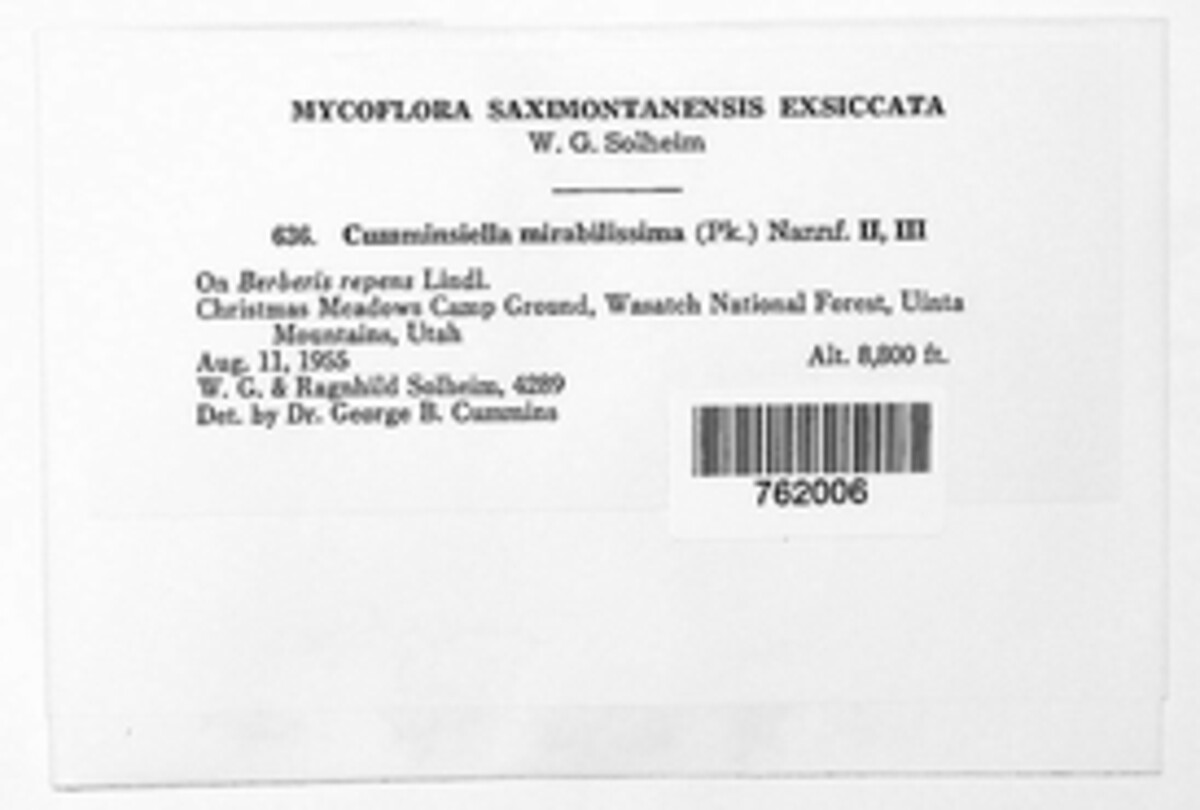 MYCOFLORA SAXIMONTANENSIS EXSICCATA
W. G. Solheim
636. Cumminsiella mirabilissima (Pk.) Nannf. II, III
On Berberis repens Lindl.
Christmas Meadows Camp Ground, Wasatch National Forest, Uinta
Mountains, Utah
Aug. 11, 1955 Alt. 8,800 ft.
W. G. & Ragnhild Solheim, 4289
Det. by Dr. George B. Cummins
762006